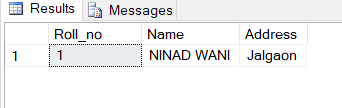 Results Messages
Roll_no Name Address
1 1 NINAD WANI Jalgaon